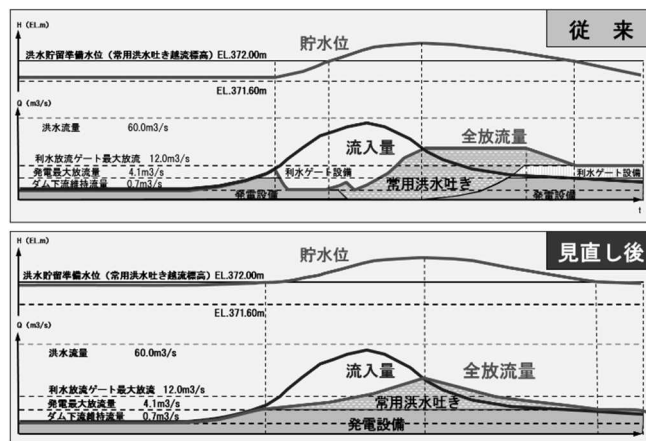 H (EL.m)
従 来
貯水位
洪水貯留準備水位(常用洪水吐き越流標高)EL.372.00m
EL.371.60m
Q (m3/s)
洪水流量 60.0m3/s
流入量
全放流量
利水放流ゲート最大放流 12.0m3/s
発電最大放流量 4.1m3/s
利水ゲート設備
利水ゲート設備
ダム下流維持流量 0.7m3/s
常用洪水吐き
発電設備
発電設備
t
H (EL.m)
見直し後
貯水位
洪水貯留準備水位(常用洪水吐き越流標高)EL.372.00m
EL.371.60m
Q (m3/s)
洪水流量 60.0m3/s
流入量
全放流量
利水放流ゲート最大放流 12.0m3/s
発電最大放流量 4.1m3/s
常用洪水吐き
ダム下流維持流量 0.7m3/s
発電設備
t